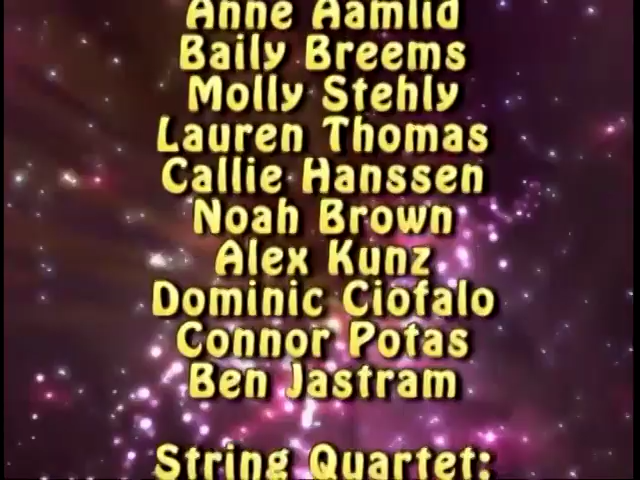 Anne Aamlid
Baily Breems
Molly Stehly
Lauren Thomas
Callie Hanssen
Noah Brown
Alex Kunz
Dominic Ciofalo
Connor Potas
Ben Jastram
String Quartet: